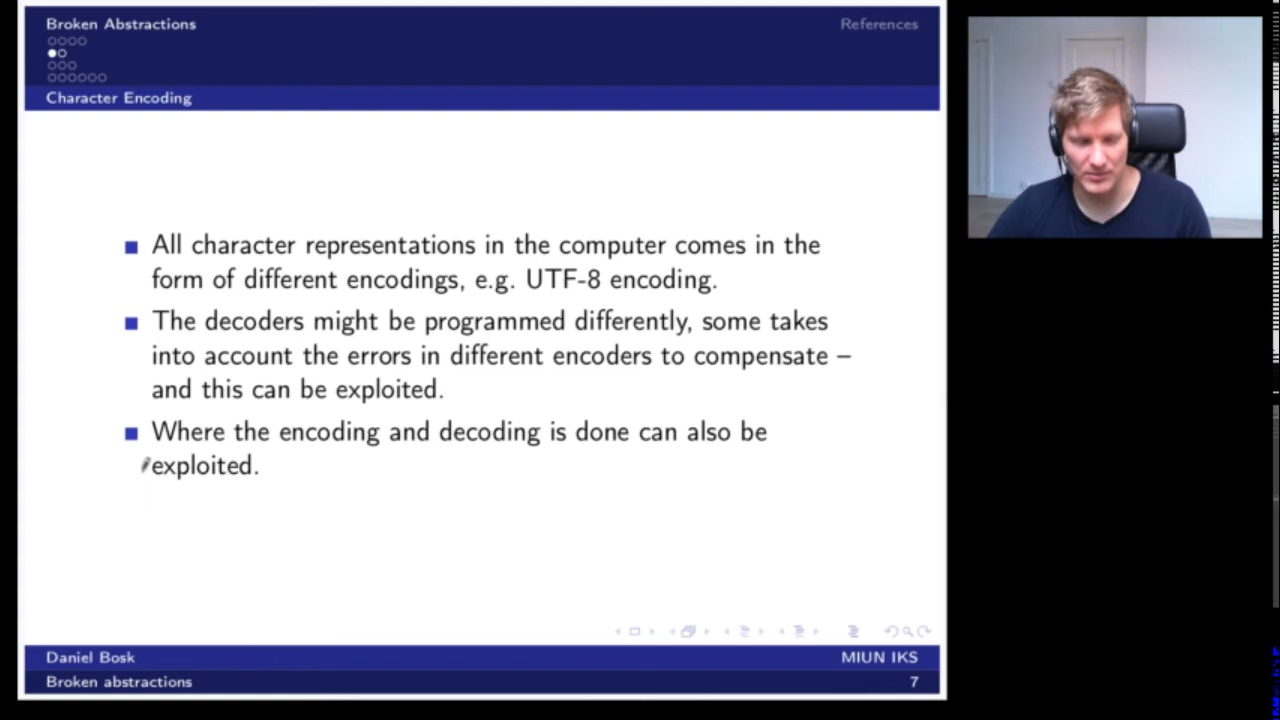 Broken Abstractions
References
Character Encoding
All character representations in the computer comes in the
form of different encodings, e.g. UTF-8 encoding.
The decoders might be programmed differently, some takes
into account the errors in different encoders to compensate –
and this can be exploited.
Where the encoding and decoding is done can also be
exploited.
Daniel Bosk
MIUN IKS
Broken abstractions
7